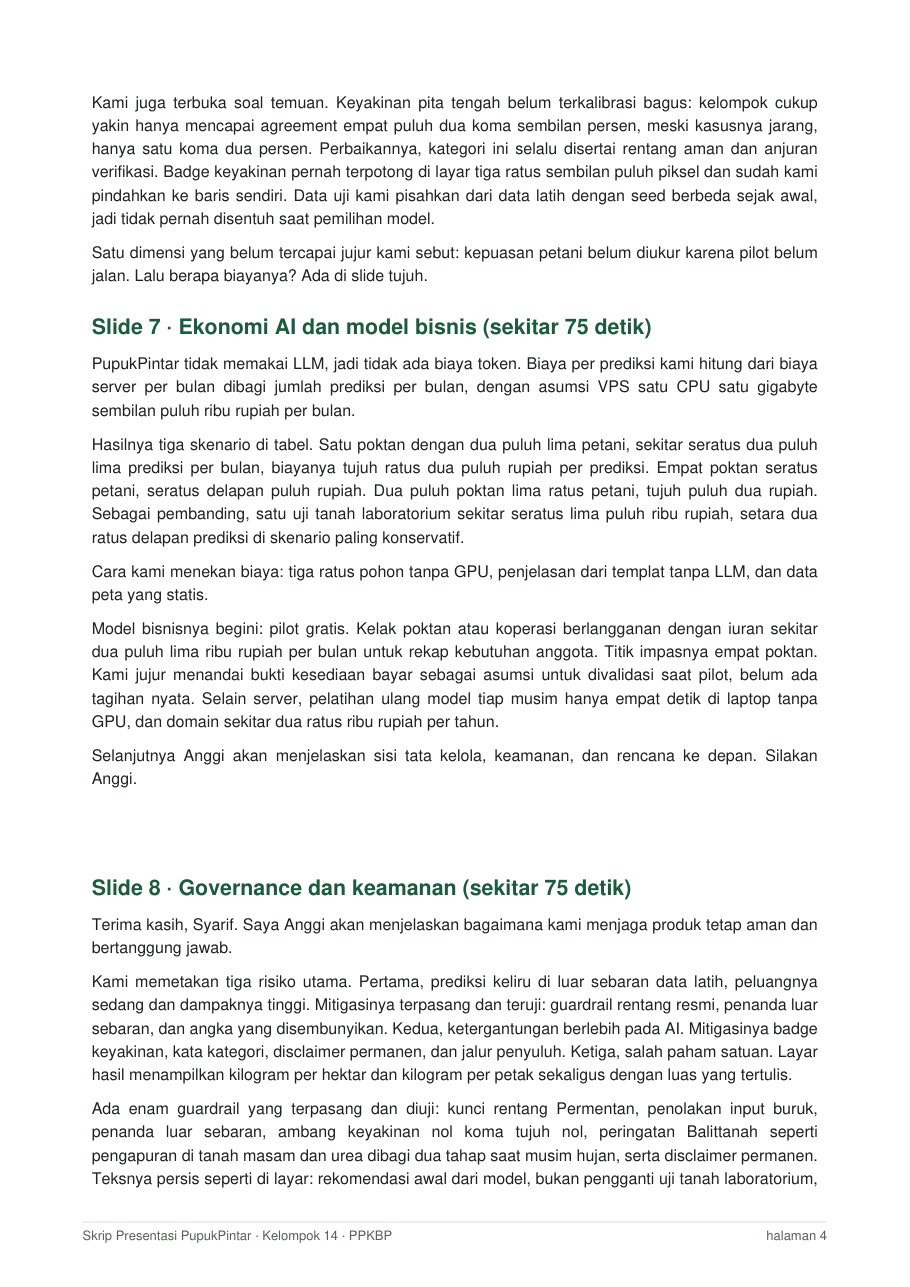 Kami juga terbuka soal temuan. Keyakinan pita tengah belum terkalibrasi bagus: kelompok cukup
yakin hanya mencapai agreement empat puluh dua koma sembilan persen, meski kasusnya jarang,
hanya satu koma dua persen. Perbaikannya, kategori ini selalu disertai rentang aman dan anjuran
verifikasi. Badge keyakinan pernah terpotong di layar tiga ratus sembilan puluh piksel dan sudah kami
pindahkan ke baris sendiri. Data uji kami pisahkan dari data latih dengan seed berbeda sejak awal,
jadi tidak pernah disentuh saat pemilihan model.
Satu dimensi yang belum tercapai jujur kami sebut: kepuasan petani belum diukur karena pilot belum
jalan. Lalu berapa biayanya? Ada di slide tujuh.
Slide 7 · Ekonomi AI dan model bisnis (sekitar 75 detik)
PupukPintar tidak memakai LLM, jadi tidak ada biaya token. Biaya per prediksi kami hitung dari biaya
server per bulan dibagi jumlah prediksi per bulan, dengan asumsi VPS satu CPU satu gigabyte
sembilan puluh ribu rupiah per bulan.
Hasilnya tiga skenario di tabel. Satu poktan dengan dua puluh lima petani, sekitar seratus dua puluh
lima prediksi per bulan, biayanya tujuh ratus dua puluh rupiah per prediksi. Empat poktan seratus
petani, seratus delapan puluh rupiah. Dua puluh poktan lima ratus petani, tujuh puluh dua rupiah.
Sebagai pembanding, satu uji tanah laboratorium sekitar seratus lima puluh ribu rupiah, setara dua
ratus delapan prediksi di skenario paling konservatif.
Cara kami menekan biaya: tiga ratus pohon tanpa GPU, penjelasan dari templat tanpa LLM, dan data
peta yang statis.
Model bisnisnya begini: pilot gratis. Kelak poktan atau koperasi berlangganan dengan iuran sekitar
dua puluh lima ribu rupiah per bulan untuk rekap kebutuhan anggota. Titik impasnya empat poktan.
Kami jujur menandai bukti kesediaan bayar sebagai asumsi untuk divalidasi saat pilot, belum ada
tagihan nyata. Selain server, pelatihan ulang model tiap musim hanya empat detik di laptop tanpa
GPU, dan domain sekitar dua ratus ribu rupiah per tahun.
Selanjutnya Anggi akan menjelaskan sisi tata kelola, keamanan, dan rencana ke depan. Silakan
Anggi.
Slide 8 · Governance dan keamanan (sekitar 75 detik)
Terima kasih, Syarif. Saya Anggi akan menjelaskan bagaimana kami menjaga produk tetap aman dan
bertanggung jawab.
Kami memetakan tiga risiko utama. Pertama, prediksi keliru di luar sebaran data latih, peluangnya
sedang dan dampaknya tinggi. Mitigasinya terpasang dan teruji: guardrail rentang resmi, penanda luar
sebaran, dan angka yang disembunyikan. Kedua, ketergantungan berlebih pada AI. Mitigasinya badge
keyakinan, kata kategori, disclaimer permanen, dan jalur penyuluh. Ketiga, salah paham satuan. Layar
hasil menampilkan kilogram per hektar dan kilogram per petak sekaligus dengan luas yang tertulis.
Ada enam guardrail yang terpasang dan diuji: kunci rentang Permentan, penolakan input buruk,
penanda luar sebaran, ambang keyakinan nol koma tujuh nol, peringatan Balittanah seperti
pengapuran di tanah masam dan urea dibagi dua tahap saat musim hujan, serta disclaimer permanen.
Teksnya persis seperti di layar: rekomendasi awal dari model, bukan pengganti uji tanah laboratorium,
Skrip Presentasi PupukPintar · Kelompok 14 · PPKBP
halaman 4